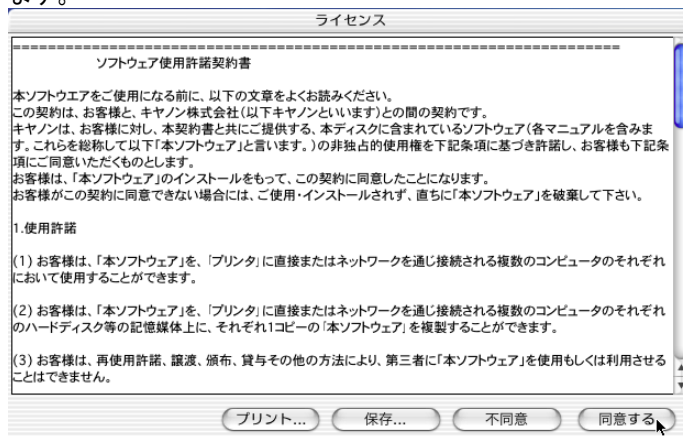 ます。
ライセンス
======================================================================
ソフトウェア使用許諾契約書
本ソフトウエアをご使用になる前に、以下の文章をよくお読みください。
この契約は、お客様と、キヤノン株式会社(以下キヤノンといいます)との間の契約です。
キヤノンは、お客様に対し、本契約書と共にご提供する、本ディスクに含まれているソフトウェア(各マニュアルを含みま
す。これらを総称して以下「本ソフトウェア」と言います。)の非独占的使用権を下記条項に基づき許諾し、お客様も下記条
項にご同意いただくものとします。
お客様は、「本ソフトウェア」のインストールをもって、この契約に同意したことになります。
お客様がこの契約に同意できない場合には、ご使用・インストールされず、直ちに「本ソフトウェア」を破棄して下さい。
1.使用許諾
(1) お客様は、「本ソフトウェア」を、「プリンタ」に直接またはネットワークを通じ接続される複数のコンピュータのそれぞれ
において使用することができます。
(2) お客様は、「本ソフトウェア」を、「プリンタ」に直接またはネットワークを通じ接続される複数のコンピュータのそれぞれ
のハードディスク等の記憶媒体上に、それぞれ1コピーの「本ソフトウェア」を複製することができます。
(3) お客様は、再使用許諾、譲渡、頒布、貸与その他の方法により、第三者に「本ソフトウェア」を使用もしくは利用させる
ことはできません。
プリント... 保存... 不同意 同意する